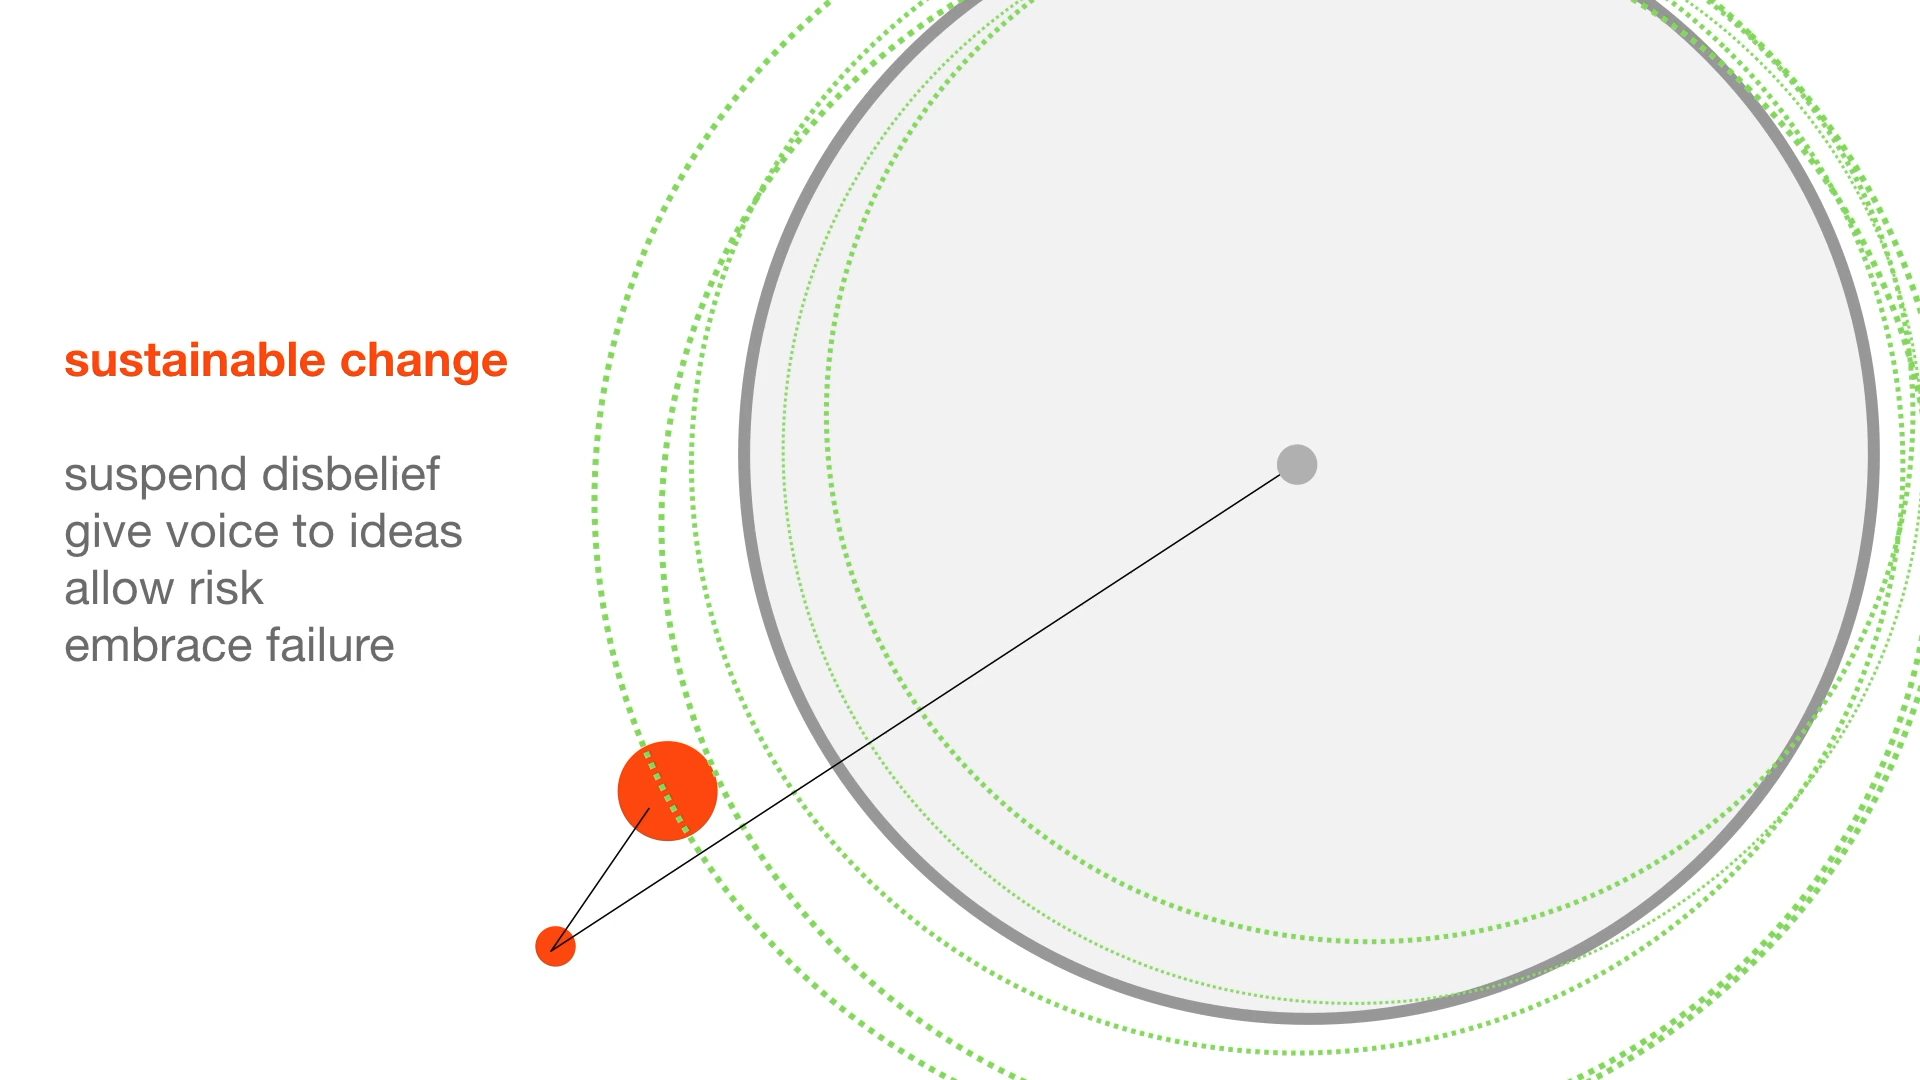 sustainable change
suspend disbelief
give voice to ideas
allow risk
embrace failure